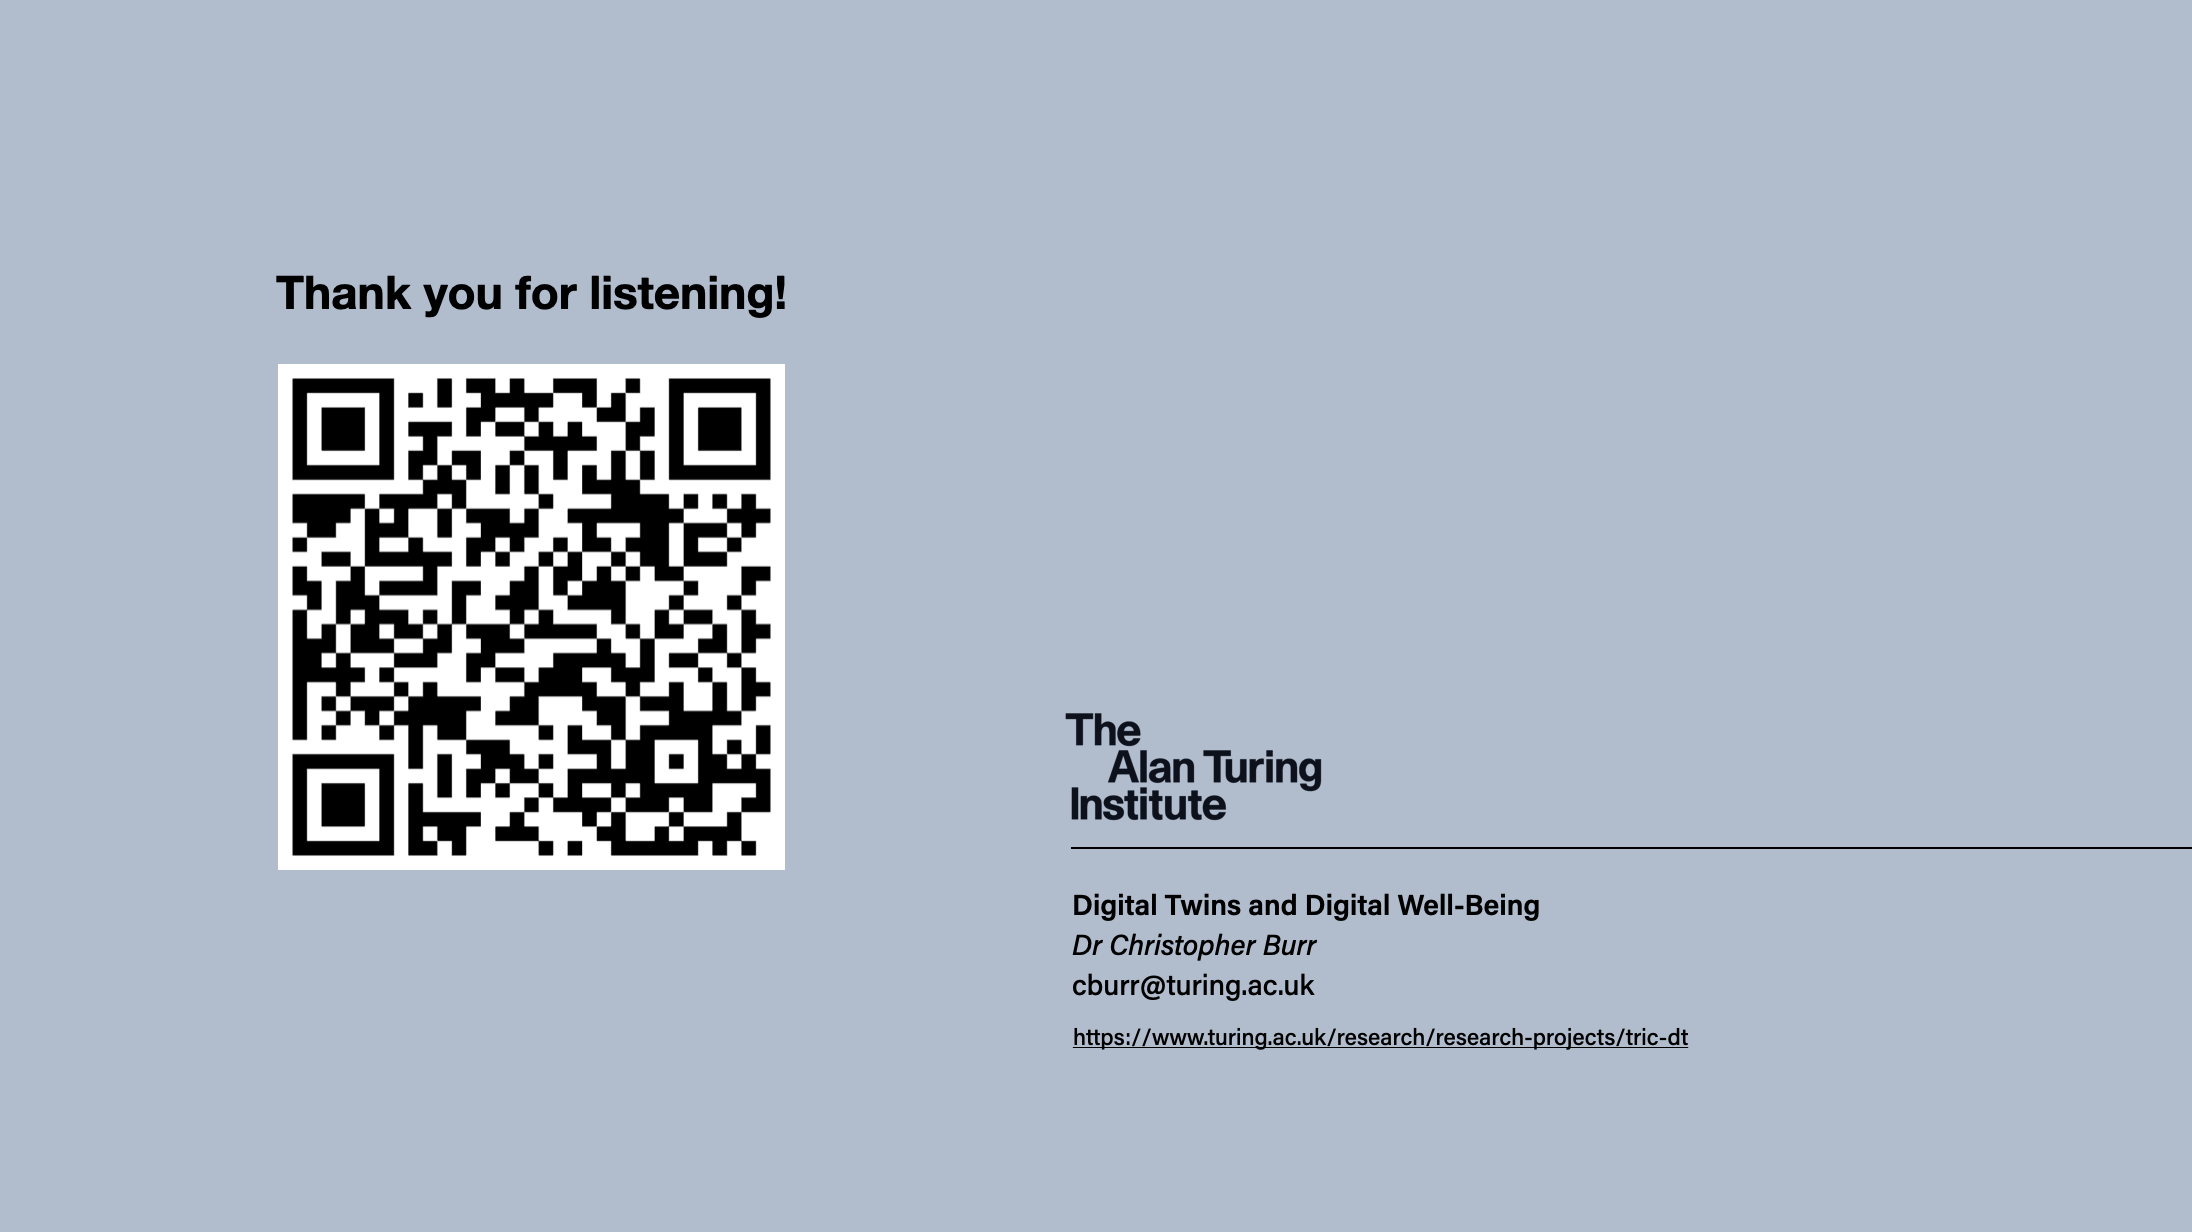 Thank you for listening!
The
Alan Turing
Institute
Digital Twins and Digital Well-Being
Dr Christopher Burr
cburr@turing.ac.uk
https://www.turing.ac.uk/research/research-projects/tric-dt